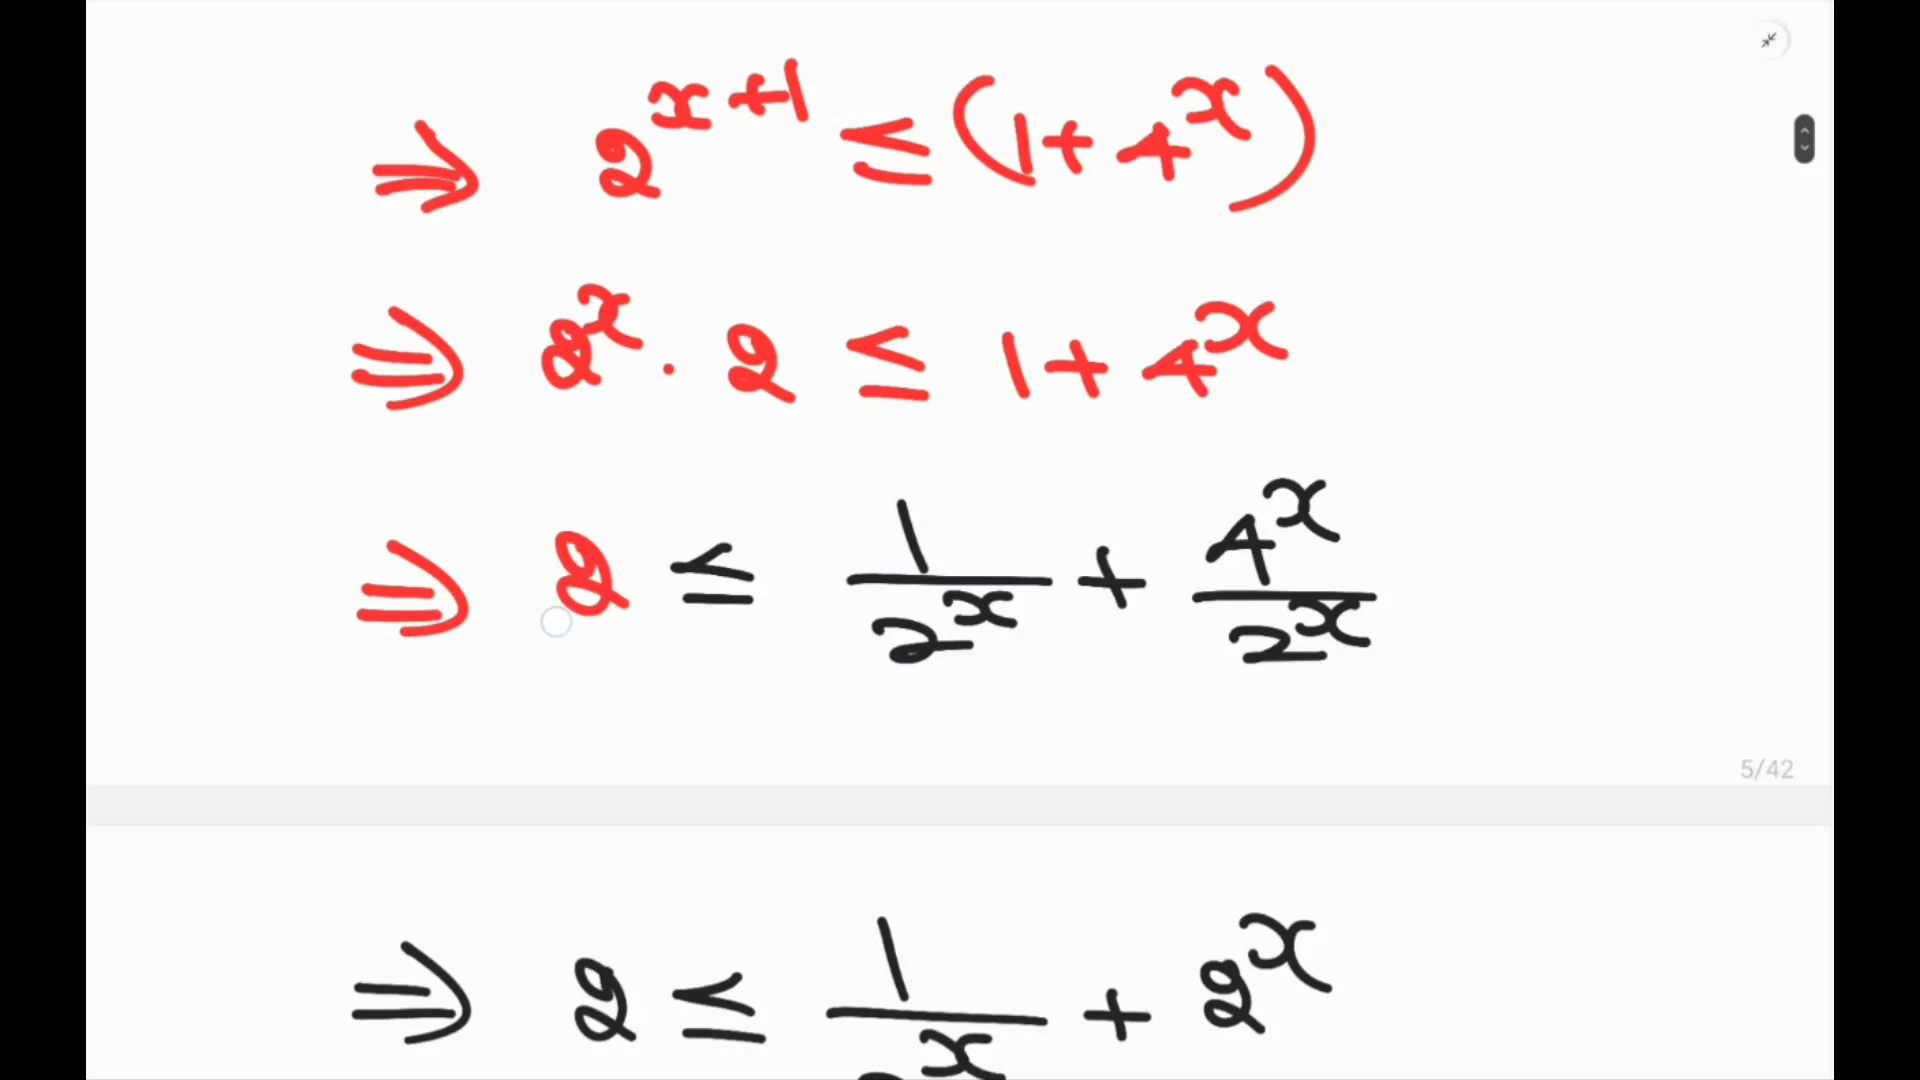 ⇒ 2^{x+1} ≤ (1+4^x)
⇒ 2^x · 2 ≤ 1+4^x
⇒ 2 ≤ 1/2^x + 4^x/2^x
5/42
⇒ 2 ≤ 1/2^x + 2^x